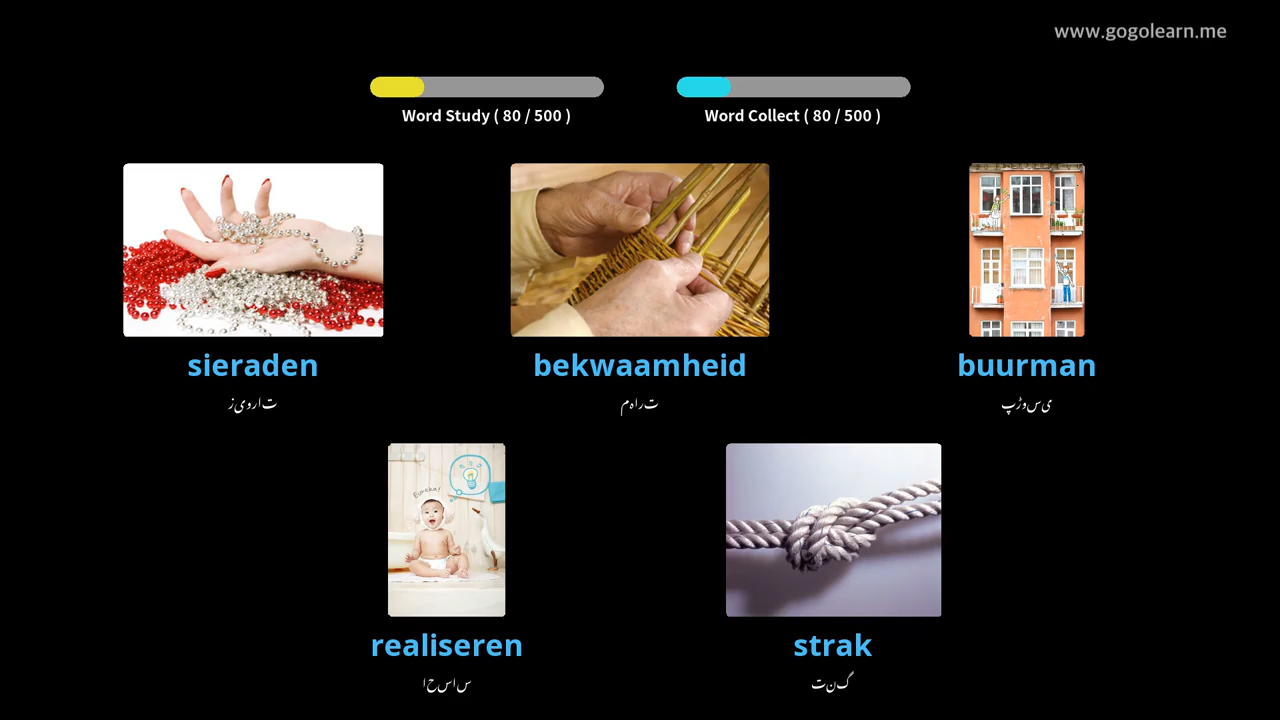 www.gogolearn.me
Word Study ( 80 / 500 )
Word Collect ( 80 / 500 )
sieraden
زیورات
bekwaamheid
مہارت
buurman
پڑوسی
Eureka!
realiseren
احساس
strak
تنگ